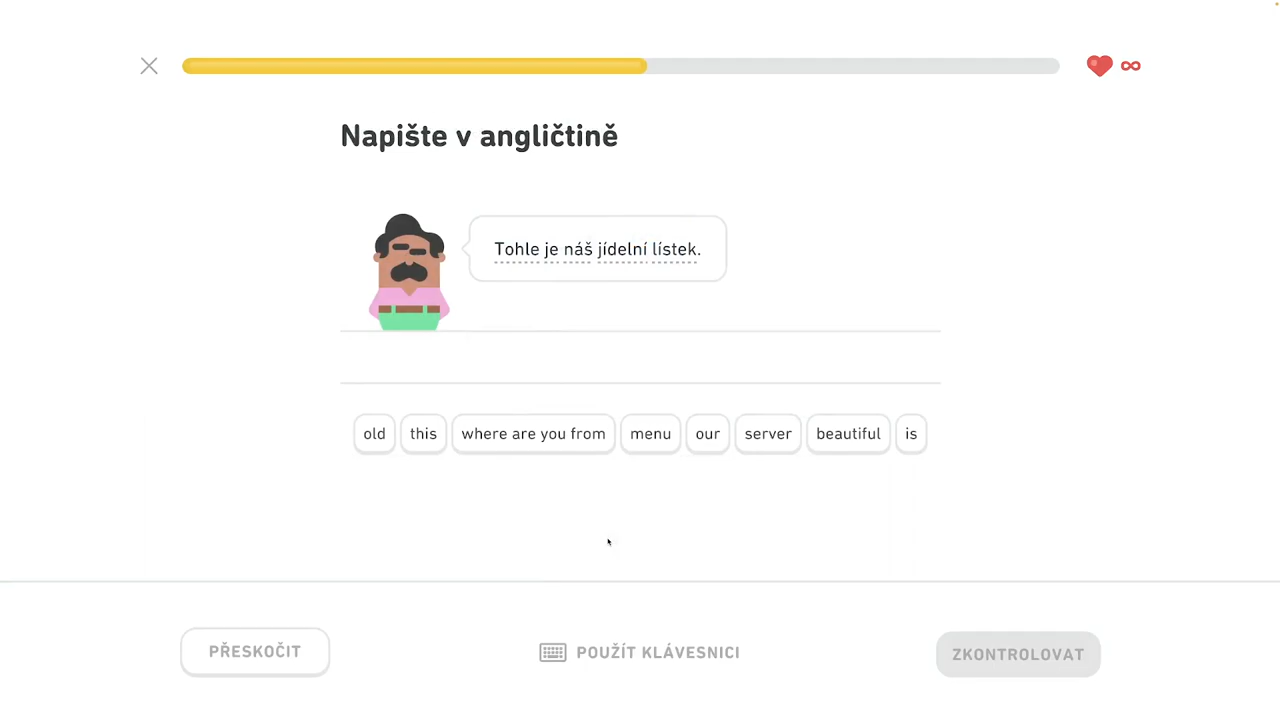 ∞
Napište v angličtině
Tohle je náš jídelní lístek.
old this where are you from menu our server beautiful is
PŘESKOČIT POUŽÍT KLÁVESNICI ZKONTROLOVAT